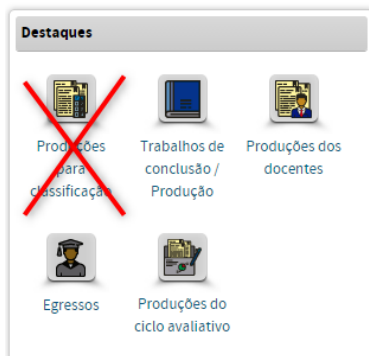 Destaques
Produções
para
classificação
Trabalhos de
conclusão /
Produção
Produções dos
docentes
Egressos
Produções do
ciclo avaliativo